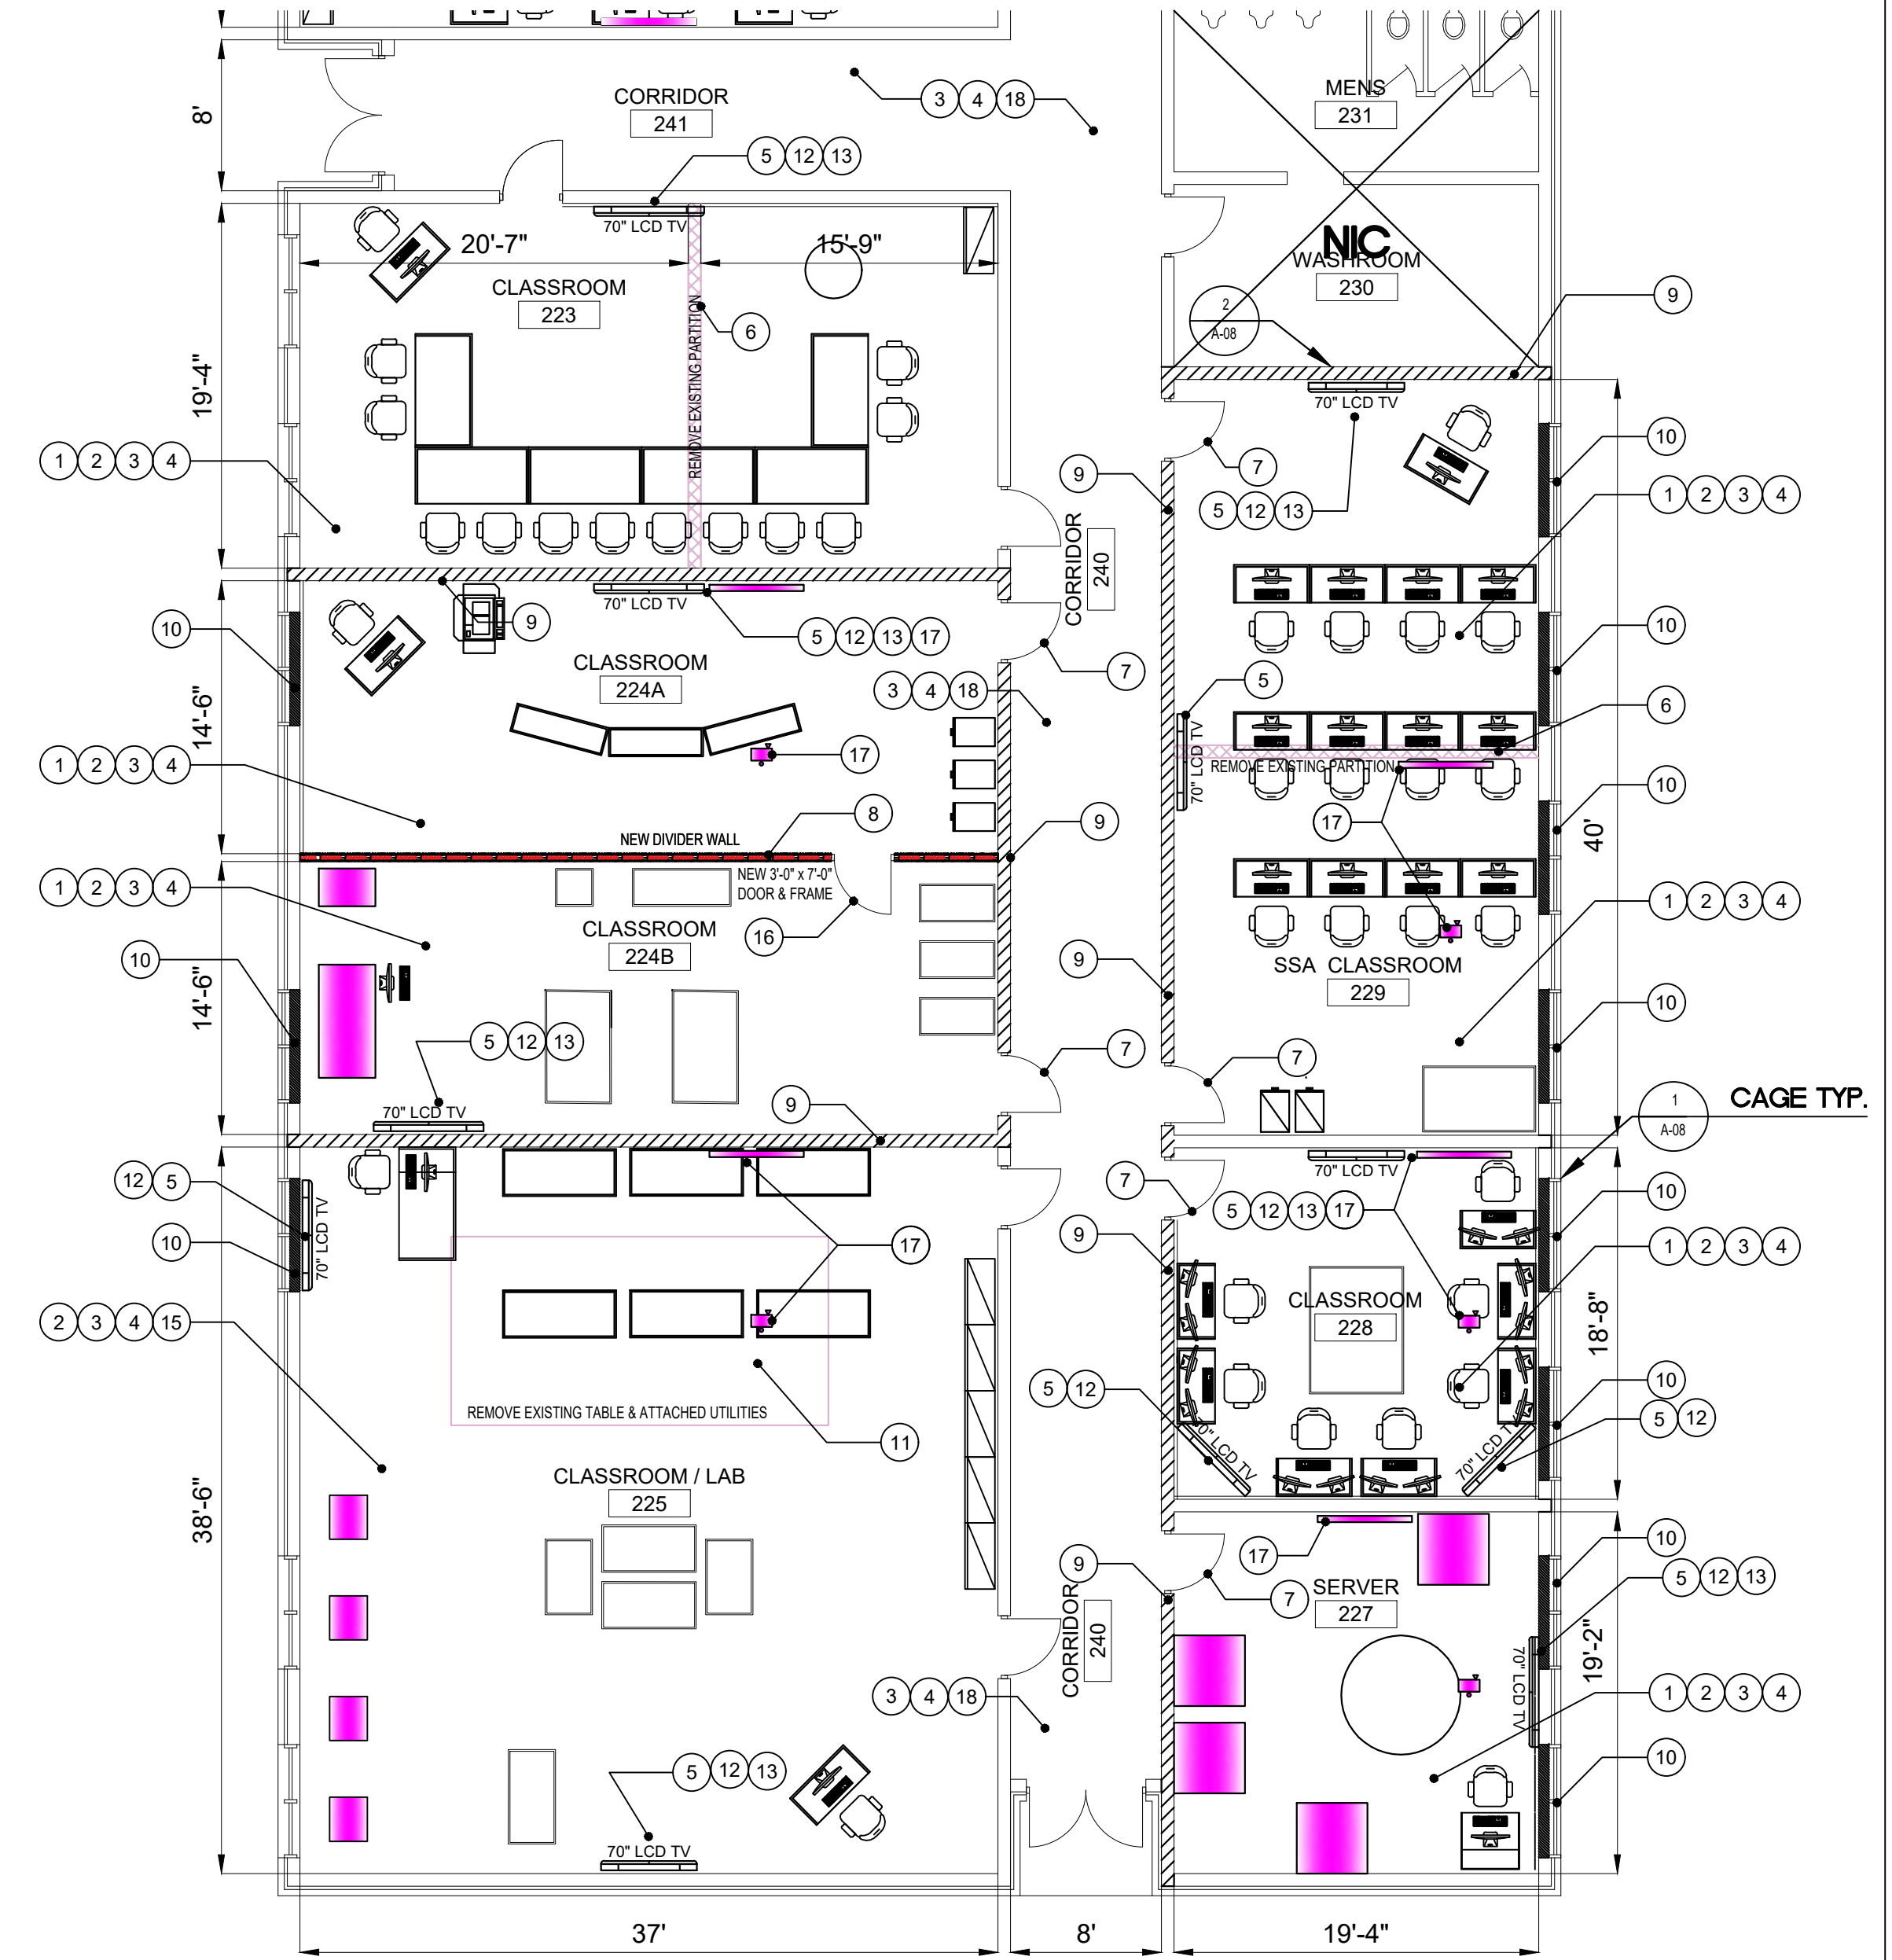 8'
CORRIDOR
241
3 4 18
MENS
231
5 12 13
70" LCD TV
20'-7"
15'-9"
CLASSROOM
223
NIC
WASHROOM
230
9
2
A-08
6
REMOVE EXISTING PARTITION
19'-4"
1 2 3 4
70" LCD TV
10
7
9
5 12 13
1 2 3 4
CORRIDOR
240
70" LCD TV
9
5 12 13 17
10
10
CLASSROOM
224A
7
3 4 18
5
6
14'-6"
17
70" LCD TV
REMOVE EXISTING PARTITION
1 2 3 4
10
8
9
17
40'
NEW DIVIDER WALL
NEW 3'-0" x 7'-0"
DOOR & FRAME
1 2 3 4
1 2 3 4
CLASSROOM
224B
16
10
9
SSA CLASSROOM
229
14'-6"
10
5 12 13
7
7
70" LCD TV
9
1
A-08
CAGE TYP.
12 5
70" LCD TV
10
7
70" LCD TV
10
5 12 13 17
9
17
1 2 3 4
2 3 4 15
CLASSROOM
228
18'-8"
5 12
10
5 12
REMOVE EXISTING TABLE & ATTACHED UTILITIES
11
LCD TV
70" LCD TV
CLASSROOM / LAB
225
38'-6"
10
17
9
5 12 13
SERVER
227
7
CORRIDOR
240
19'-2"
70" LCD TV
3 4 18
1 2 3 4
5 12 13
10
70" LCD TV
37'
8'
19'-4"